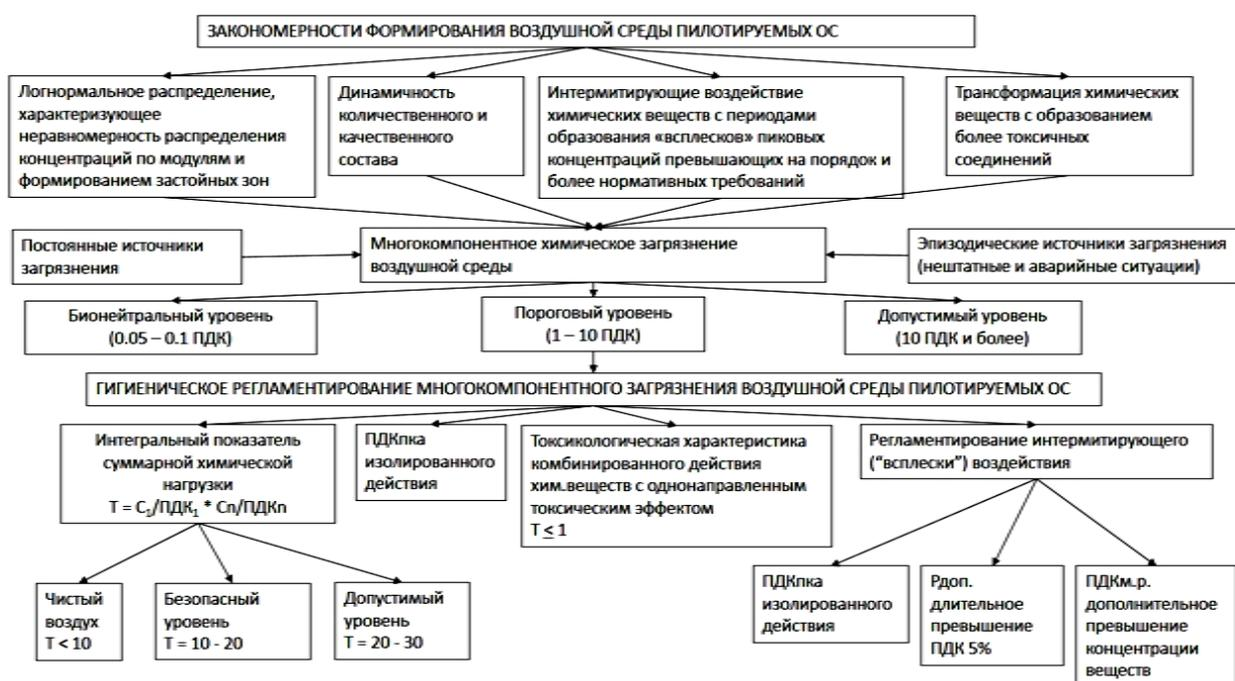 ЗАКОНОМЕРНОСТИ ФОРМИРОВАНИЯ ВОЗДУШНОЙ СРЕДЫ ПИЛОТИРУЕМЫХ ОС
Логнормальное распределение,
характеризующее
неравномерность распределения
концентраций по модулям и
формированием застойных зон
Динамичность
количественного и
качественного
состава
Интермитирующие воздействие
химических веществ с периодами
образования «всплесков» пиковых
концентраций превышающих на порядок и
более нормативных требований
Трансформация химических
веществ с образованием
более токсичных
соединений
Постоянные источники
загрязнения
Многокомпонентное химическое загрязнение
воздушной среды
Эпизодические источники загрязнения
(нештатные и аварийные ситуации)
Бионейтральный уровень
(0.05 – 0.1 ПДК)
Пороговый уровень
(1 – 10 ПДК)
Допустимый уровень
(10 ПДК и более)
ГИГИЕНИЧЕСКОЕ РЕГЛАМЕНТИРОВАНИЕ МНОГОКОМПОНЕНТНОГО ЗАГРЯЗНЕНИЯ ВОЗДУШНОЙ СРЕДЫ ПИЛОТИРУЕМЫХ ОС
Интегральный показатель
суммарной химической
нагрузки
T = C₁/ПДК₁ * Cn/ПДКn
ПДКпка
изолированного
действия
Токсикологическая характеристика
комбинированного действия
хим.веществ с однонаправленным
токсическим эффектом
T ≤ 1
Регламентирование интермитирующего
("всплески") воздействия
Чистый
воздух
T < 10
Безопасный
уровень
T = 10 - 20
Допустимый
уровень
T = 20 - 30
ПДКпка
изолированного
действия
Рдоп.
длительное
превышение
ПДК 5%
ПДКм.р.
дополнительное
превышение
концентрации
веществ